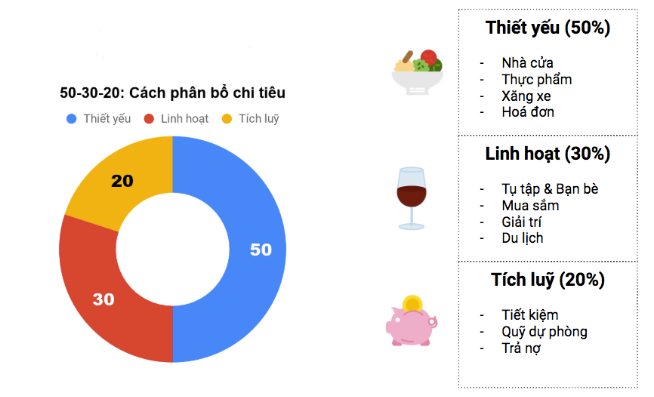 50-30-20: Cách phân bổ chi tiêu
Thiết yếu Linh hoạt Tích luỹ
20
50
30
Thiết yếu (50%)
- Nhà cửa
- Thực phẩm
- Xăng xe
- Hoá đơn
Linh hoạt (30%)
- Tụ tập & Bạn bè
- Mua sắm
- Giải trí
- Du lịch
Tích luỹ (20%)
- Tiết kiệm
- Quỹ dự phòng
- Trả nợ